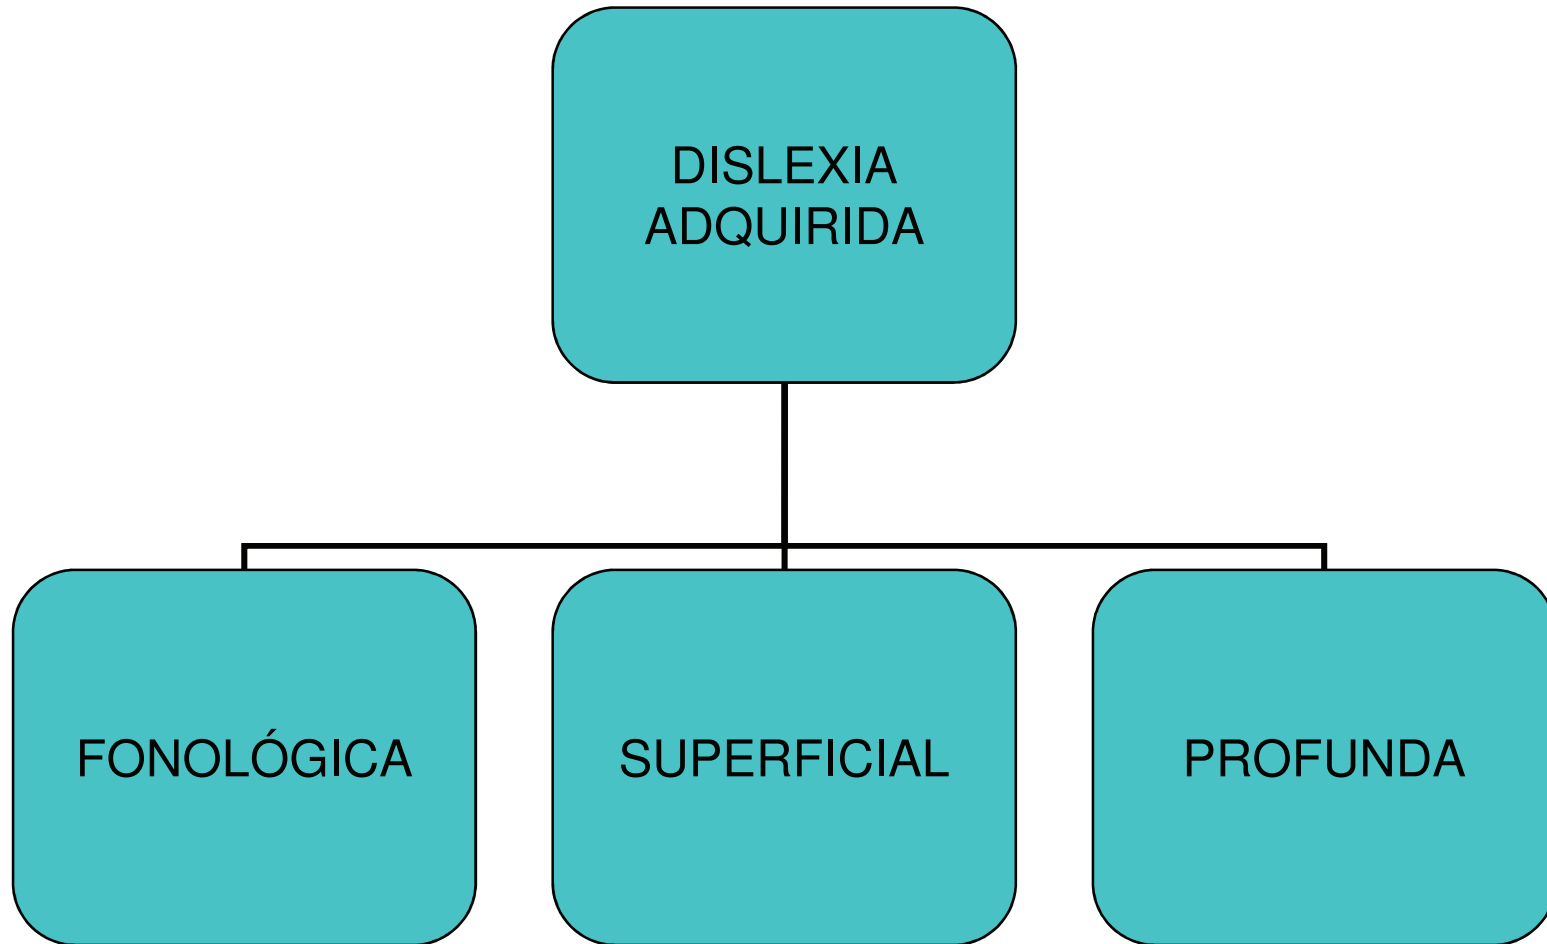 DISLEXIA
ADQUIRIDA
FONOLÓGICA
SUPERFICIAL
PROFUNDA